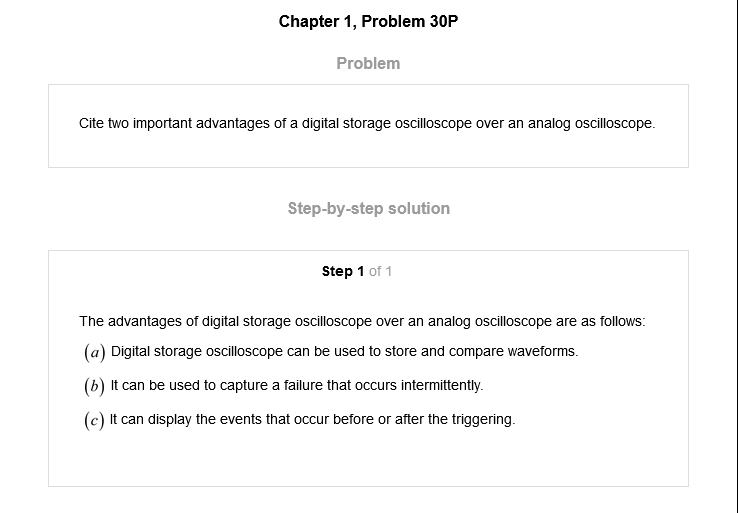 Chapter 1, Problem 30P
Problem
Cite two important advantages of a digital storage oscilloscope over an analog oscilloscope.
Step-by-step solution
Step 1 of 1
The advantages of digital storage oscilloscope over an analog oscilloscope are as follows:
(a) Digital storage oscilloscope can be used to store and compare waveforms.
(b) It can be used to capture a failure that occurs intermittently.
(c) It can display the events that occur before or after the triggering.